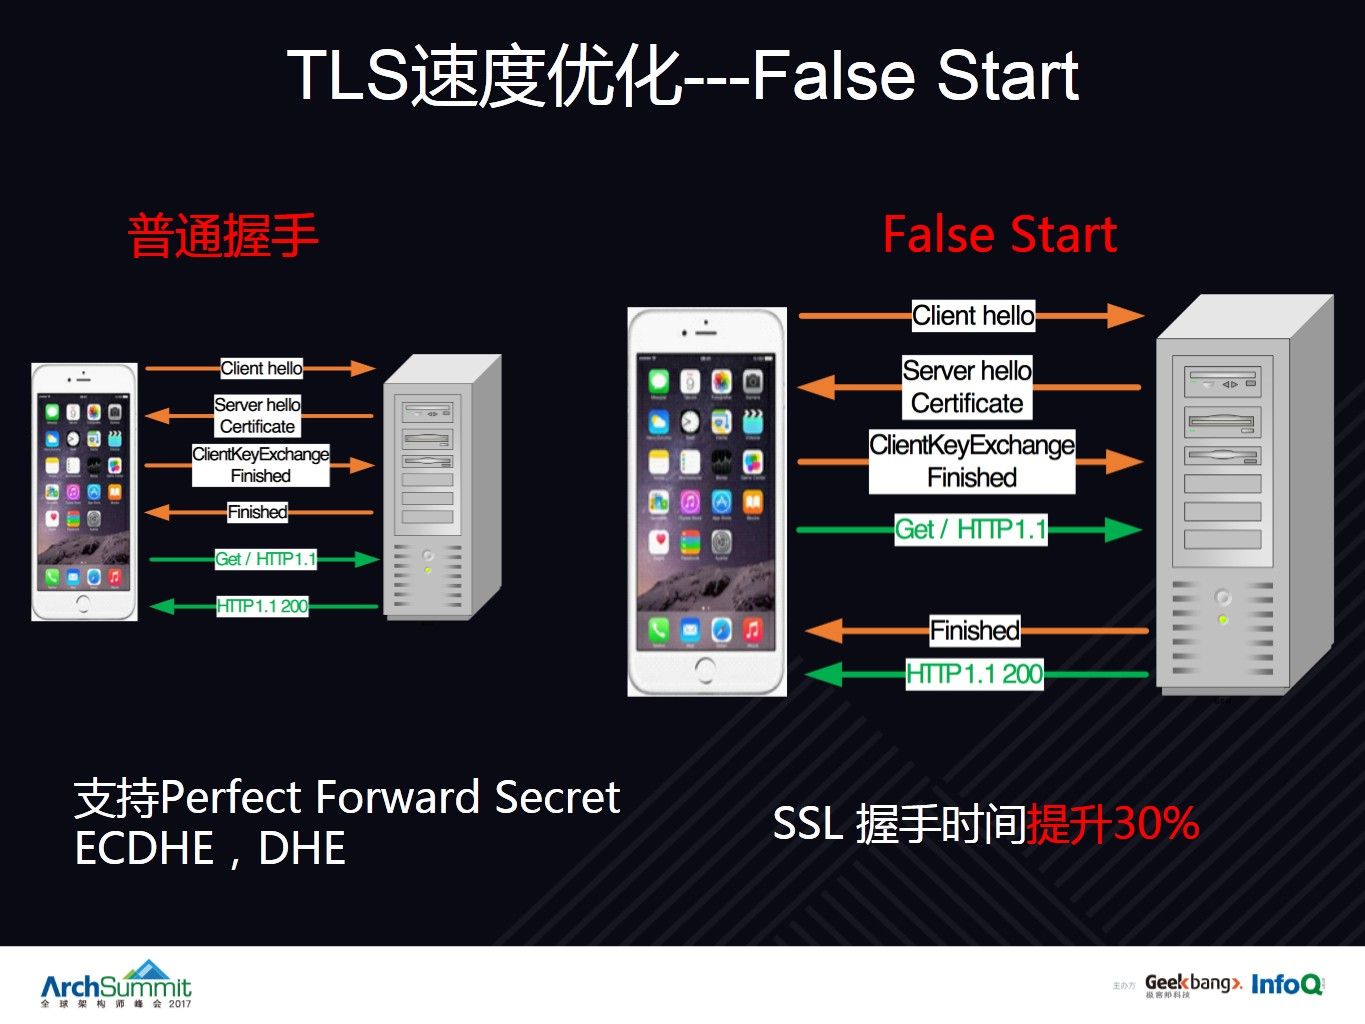 TLS速度优化---False Start
普通握手
Client hello
Server hello
Certificate
ClientKeyExchange
Finished
Finished
Get / HTTP1.1
HTTP1.1 200
False Start
Client hello
Server hello
Certificate
ClientKeyExchange
Finished
Get / HTTP1.1
Finished
HTTP1.1 200
支持Perfect Forward Secret
ECDHE，DHE
SSL 握手时间提升30%
ArchSummit
全球架构师峰会 2017
主办方
Geekbang>.
极客邦科技
InfoQ